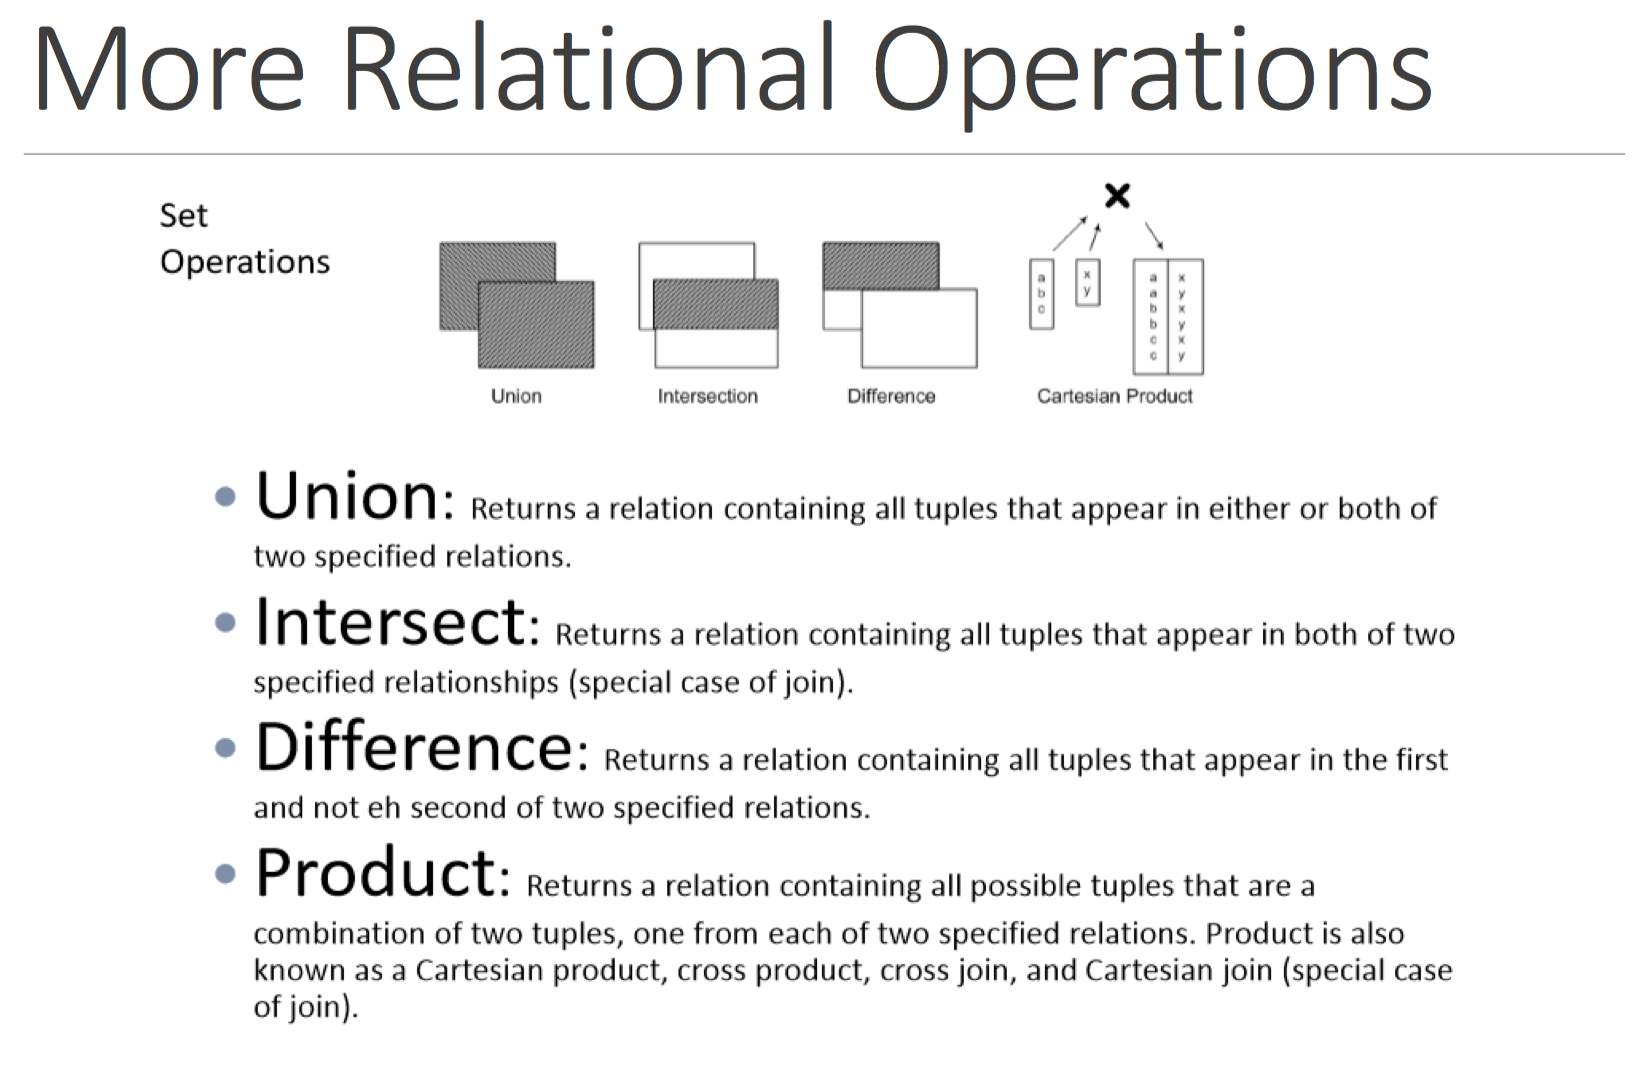 More Relational Operations
Set
Operations
Union
Intersection
Difference
a
b
c
x
y
a x
a y
b x
b y
c x
c y
Cartesian Product
• Union: Returns a relation containing all tuples that appear in either or both of
two specified relations.
• Intersect: Returns a relation containing all tuples that appear in both of two
specified relationships (special case of join).
• Difference: Returns a relation containing all tuples that appear in the first
and not eh second of two specified relations.
• Product: Returns a relation containing all possible tuples that are a
combination of two tuples, one from each of two specified relations. Product is also
known as a Cartesian product, cross product, cross join, and Cartesian join (special case
of join).